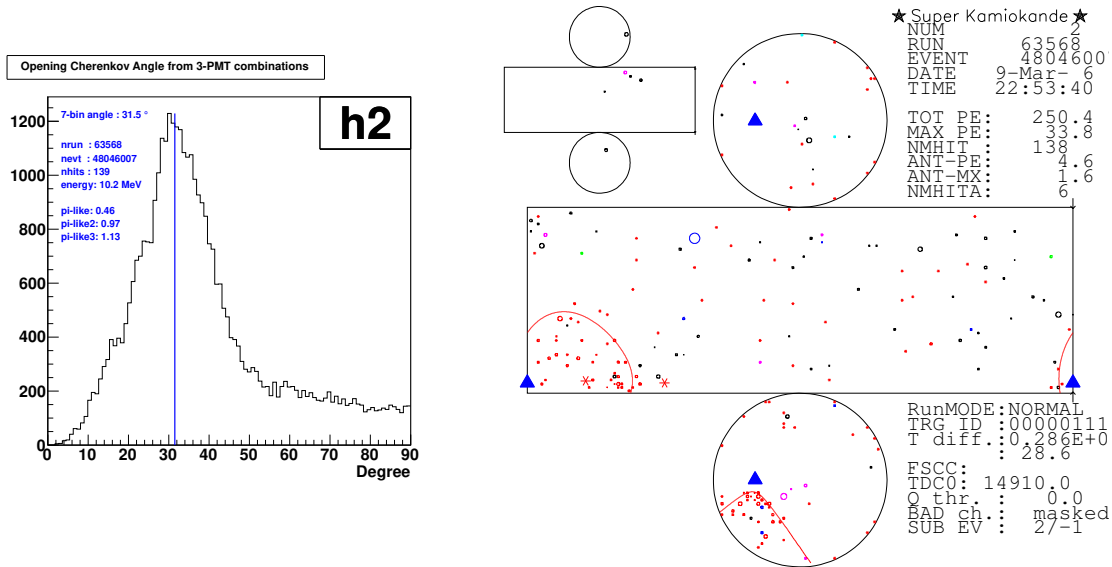 Opening Cherenkov Angle from 3-PMT combinations
h2
7-bin angle : 31.5 °
nrun : 63568
nevt : 48046007
nhits : 139
energy: 10.2 MeV
pi-like: 0.46
pi-like2: 0.97
pi-like3: 1.13
1200
1000
800
600
400
200
0
0 10 20 30 40 50 60 70 80 90
Degree
★ Super Kamiokande ★
NUM 2
RUN 63568
EVENT 4804600
DATE 9-Mar- 6
TIME 22:53:40
TOT PE: 250.4
MAX PE: 33.8
NMHIT : 138
ANT-PE: 4.6
ANT-MX: 1.6
NMHITA: 6
RunMODE:NORMAL
TRG ID :00000111
T diff.:0.286E+0
: 28.6
FSCC:
TDC0: 14910.0
Q thr. : 0.0
BAD ch.: masked
SUB EV : 2/-1